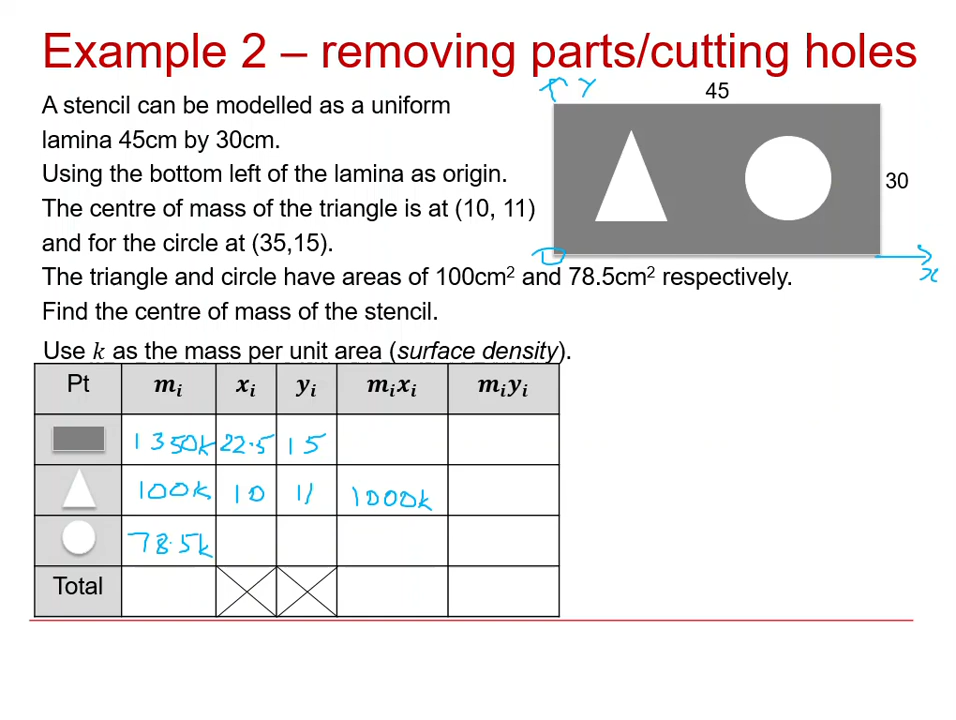 Example 2 – removing parts/cutting holes
A stencil can be modelled as a uniform
lamina 45cm by 30cm.
Using the bottom left of the lamina as origin.
The centre of mass of the triangle is at (10, 11)
and for the circle at (35,15).
The triangle and circle have areas of 100cm² and 78.5cm² respectively.
Find the centre of mass of the stencil.
Use k as the mass per unit area (surface density).
Y
45
30
O
x
Pt mᵢ xᵢ yᵢ mᵢxᵢ mᵢyᵢ
1350k 22.5 15
100k 10 11 1000k
78.5k
Total